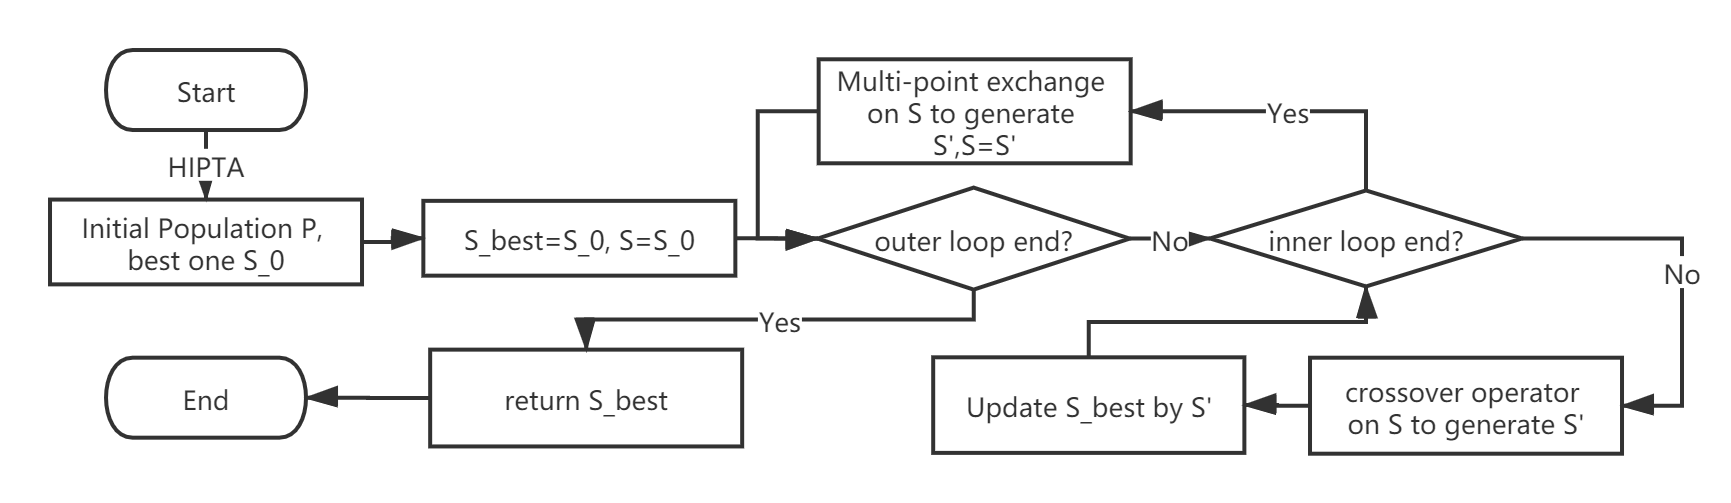 Start
HIPTA
Initial Population P,
best one S_0
S_best=S_0, S=S_0
Multi-point exchange
on S to generate
S',S=S'
Yes
outer loop end?
No
inner loop end?
No
Yes
End
return S_best
Update S_best by S'
crossover operator
on S to generate S'